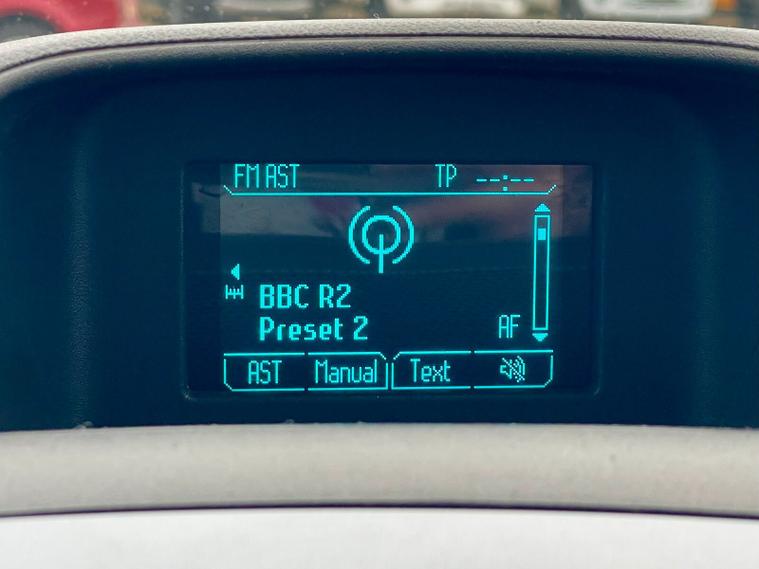 FM AST TP --:--
BBC R2
Preset 2 AF
AST Manual Text